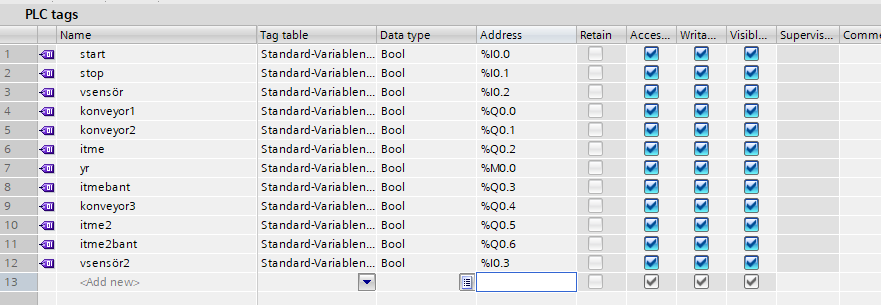 PLC tags
Name Tag table Data type Address Retain Acces... Writa... Visibl... Supervis... Comme
1 start Standard-Variablen... Bool %I0.0
2 stop Standard-Variablen... Bool %I0.1
3 vsensör Standard-Variablen... Bool %I0.2
4 konveyor1 Standard-Variablen... Bool %Q0.0
5 konveyor2 Standard-Variablen... Bool %Q0.1
6 itme Standard-Variablen... Bool %Q0.2
7 yr Standard-Variablen... Bool %M0.0
8 itmebant Standard-Variablen... Bool %Q0.3
9 konveyor3 Standard-Variablen... Bool %Q0.4
10 itme2 Standard-Variablen... Bool %Q0.5
11 itme2bant Standard-Variablen... Bool %Q0.6
12 vsensör2 Standard-Variablen... Bool %I0.3
13 <Add new>